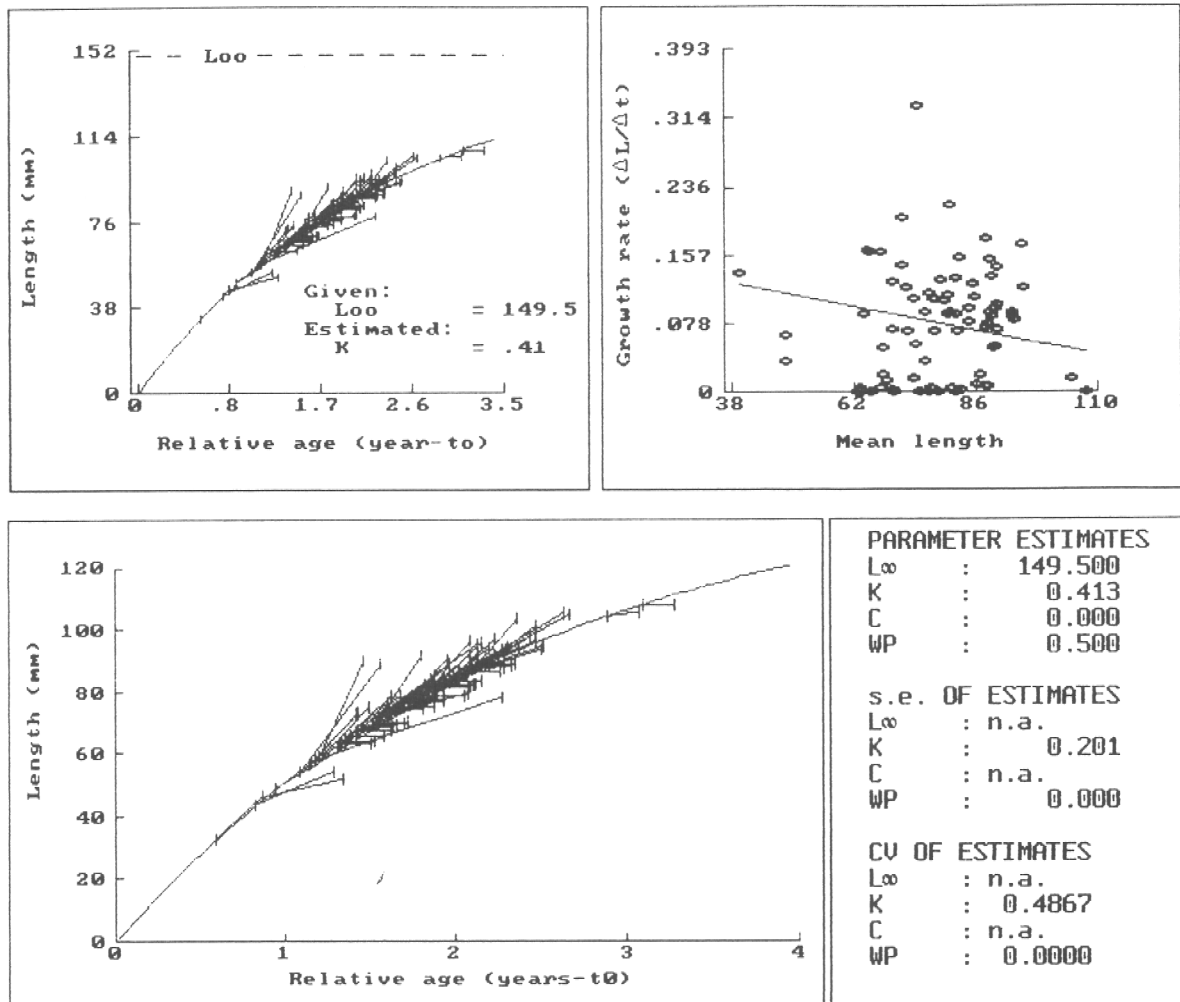 152
Loo
114
76
38
0
Length (мм)
Given:
Loo = 149.5
Estimated:
K = .41
0 .8 1.7 2.6 3.5
Relative age (year-to)
.393
.314
.236
.157
.078
0
Growth rate (ΔL/Δt)
38 62 86 110
Mean length
120
100
80
60
40
20
0
Length (мм)
0 1 2 3 4
Relative age (years-t0)
PARAMETER ESTIMATES
L∞ : 149.500
K : 0.413
C : 0.000
WP : 0.500
s.e. OF ESTIMATES
L∞ : n.a.
K : 0.201
C : n.a.
WP : 0.000
CV OF ESTIMATES
L∞ : n.a.
K : 0.4867
C : n.a.
WP : 0.0000